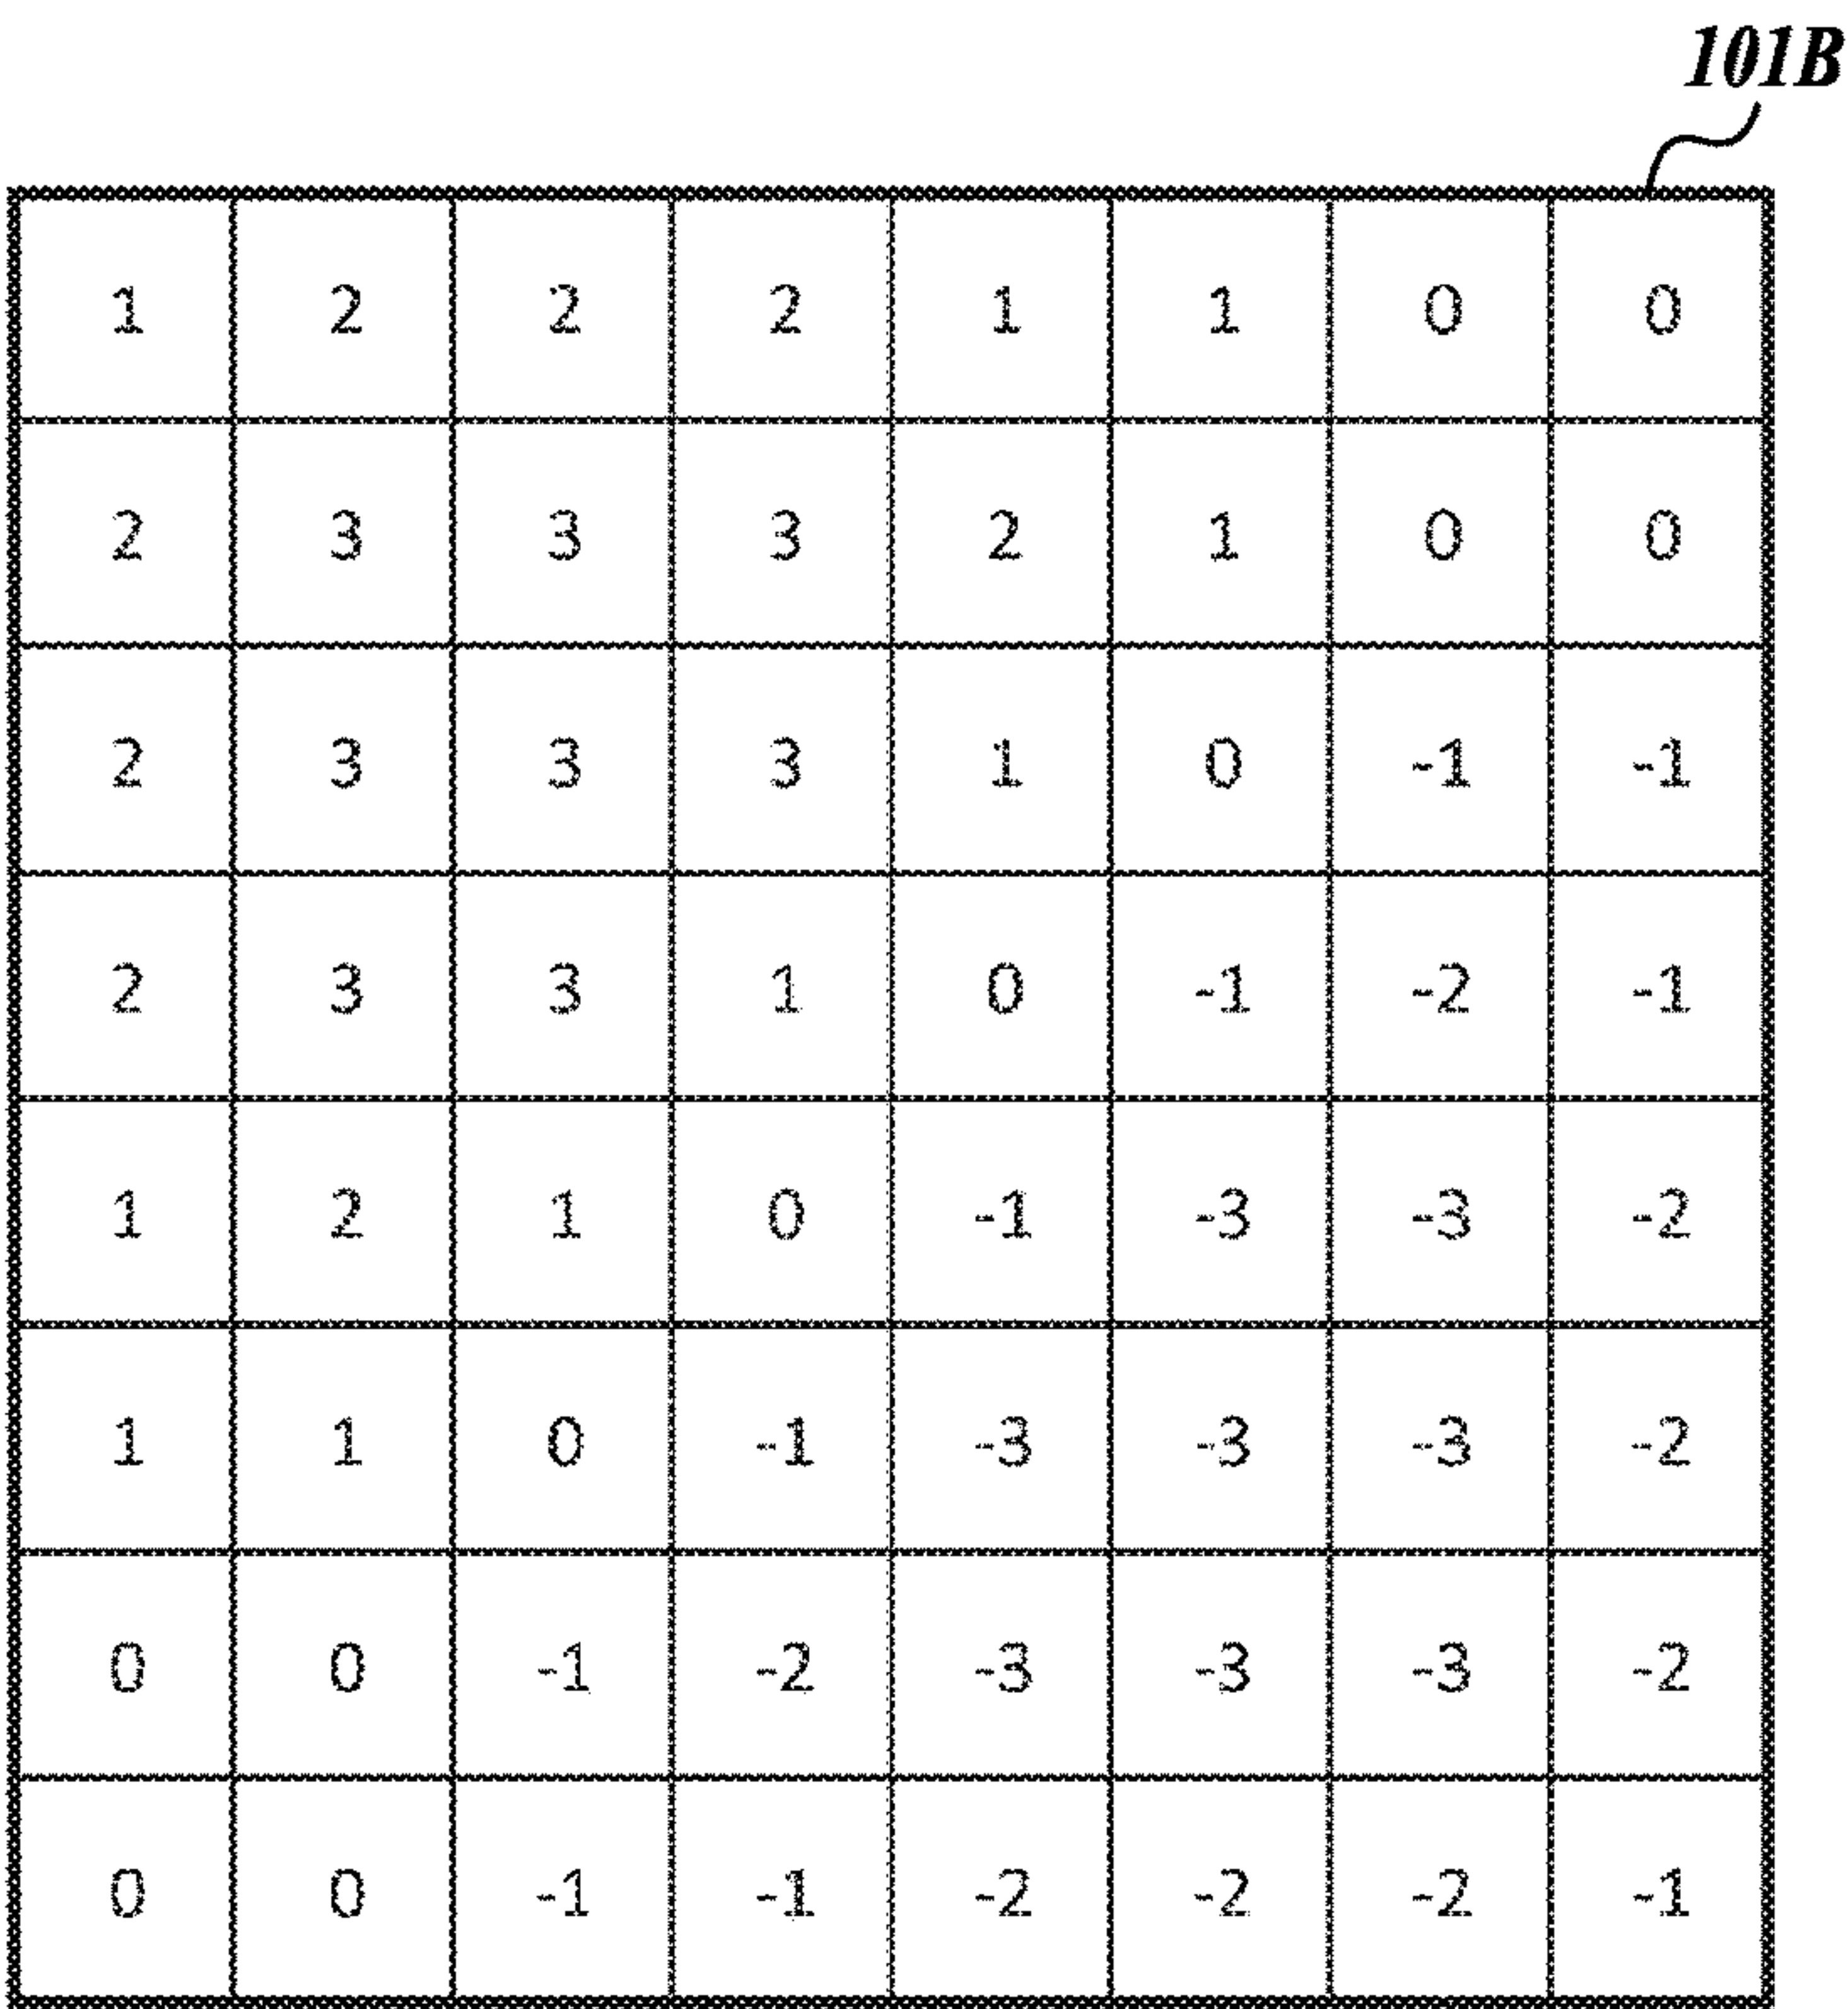 101B
1 2 2 2 1 1 0 0
2 3 3 3 2 1 0 0
2 3 3 3 1 0 -1 -1
2 3 3 1 0 -1 -2 -1
1 2 1 0 -1 -3 -3 -2
1 1 0 -1 -3 -3 -3 -2
0 0 -1 -2 -3 -3 -3 -2
0 0 -1 -1 -2 -2 -2 -1